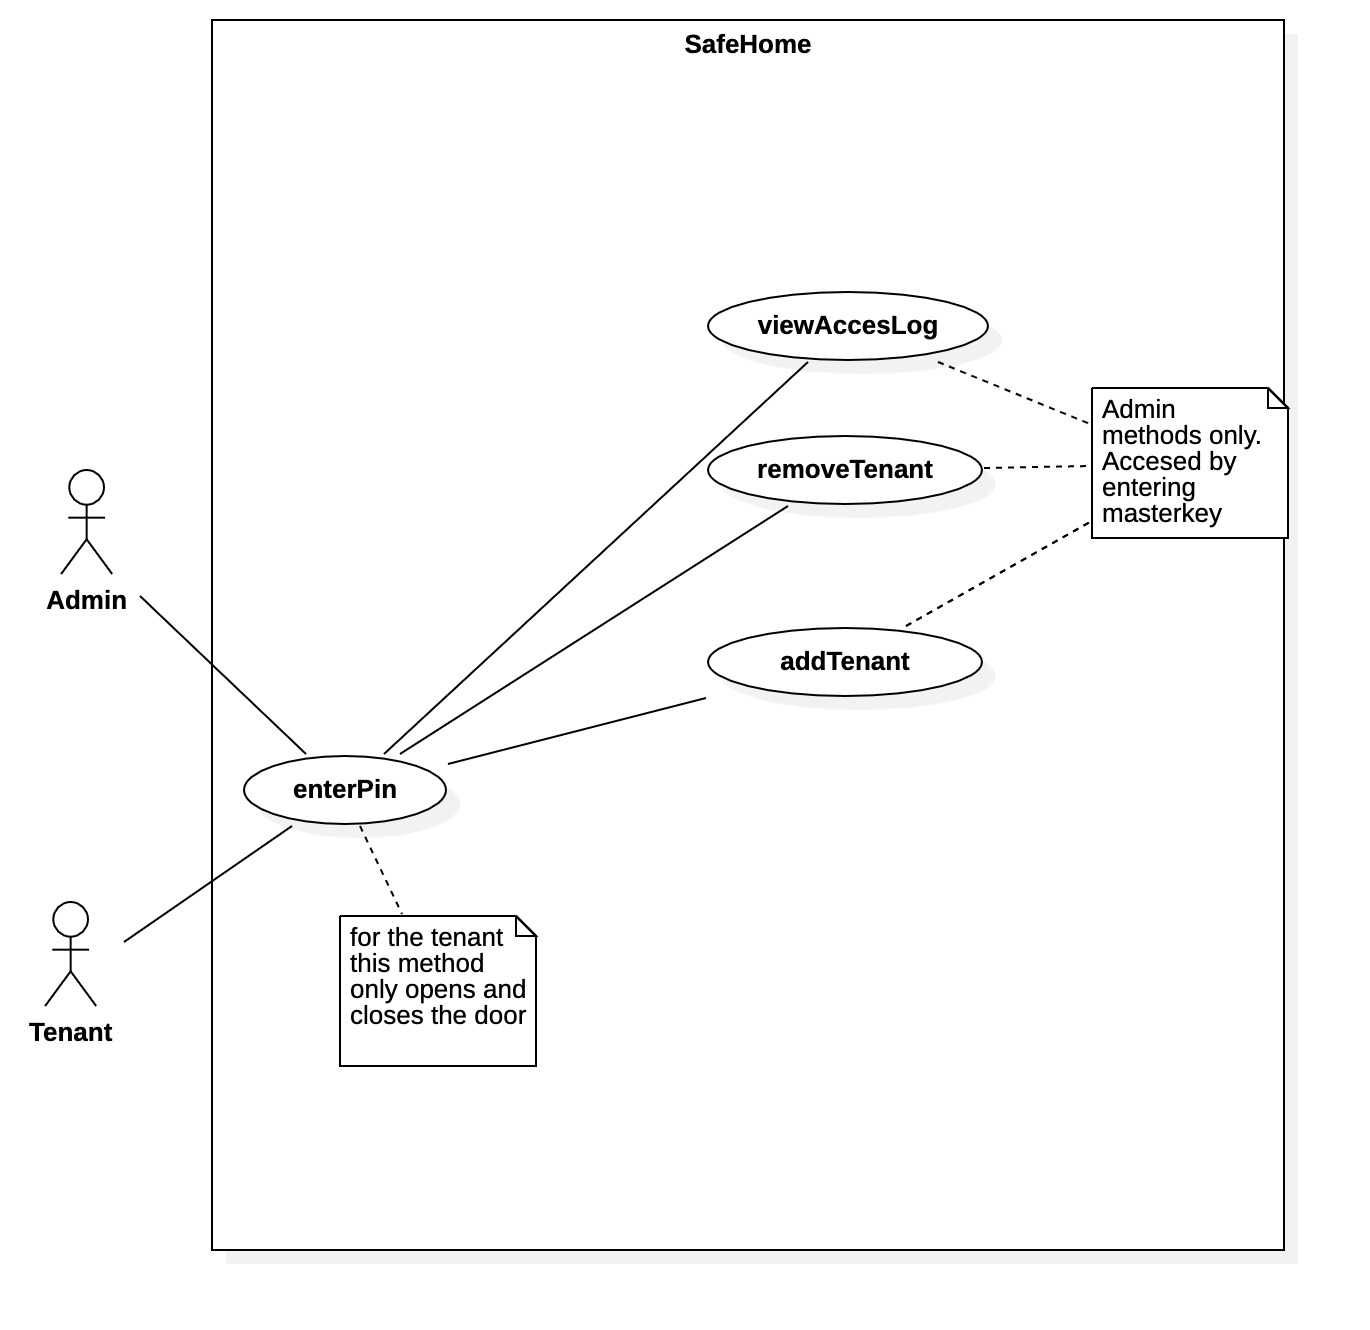 SafeHome
viewAccesLog
Admin
methods only.
Accesed by
entering
masterkey
removeTenant
Admin
addTenant
enterPin
for the tenant
this method
only opens and
closes the door
Tenant